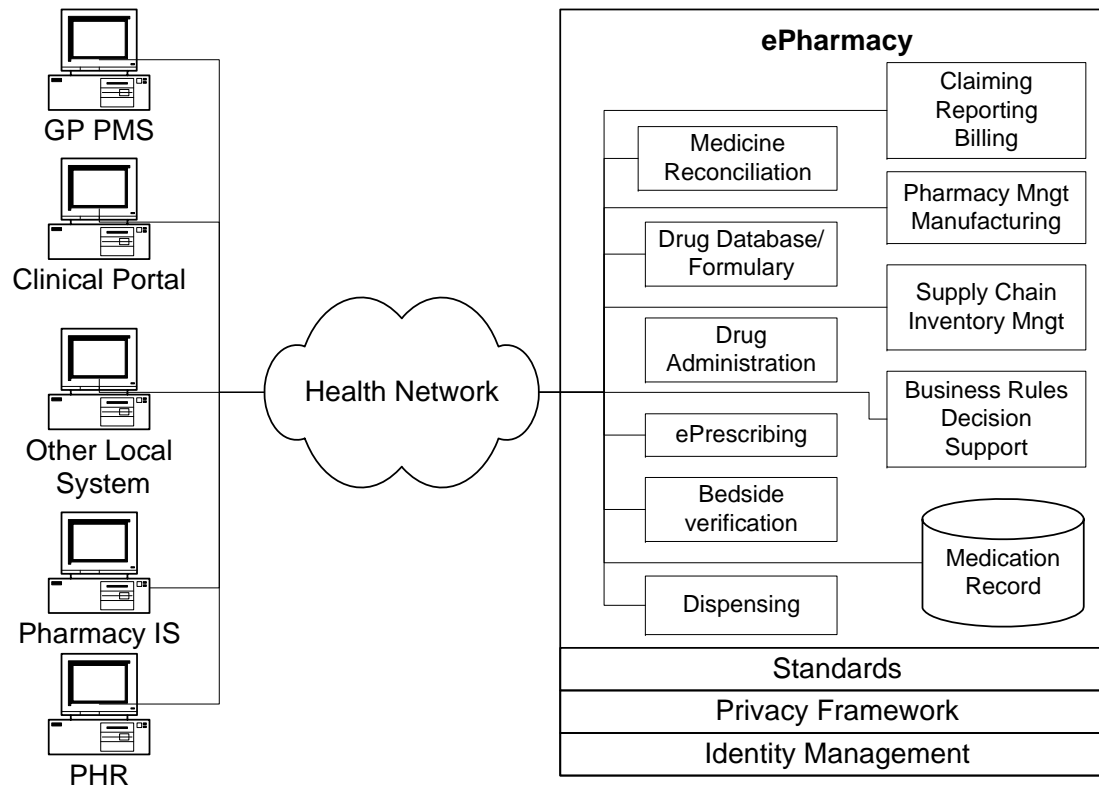 GP PMS
Clinical Portal
Other Local
System
Pharmacy IS
PHR
Health Network
ePharmacy
Claiming
Reporting
Billing
Medicine
Reconciliation
Pharmacy Mngt
Manufacturing
Drug Database/
Formulary
Supply Chain
Inventory Mngt
Drug
Administration
Business Rules
Decision
Support
ePrescribing
Bedside
verification
Medication
Record
Dispensing
Standards
Privacy Framework
Identity Management